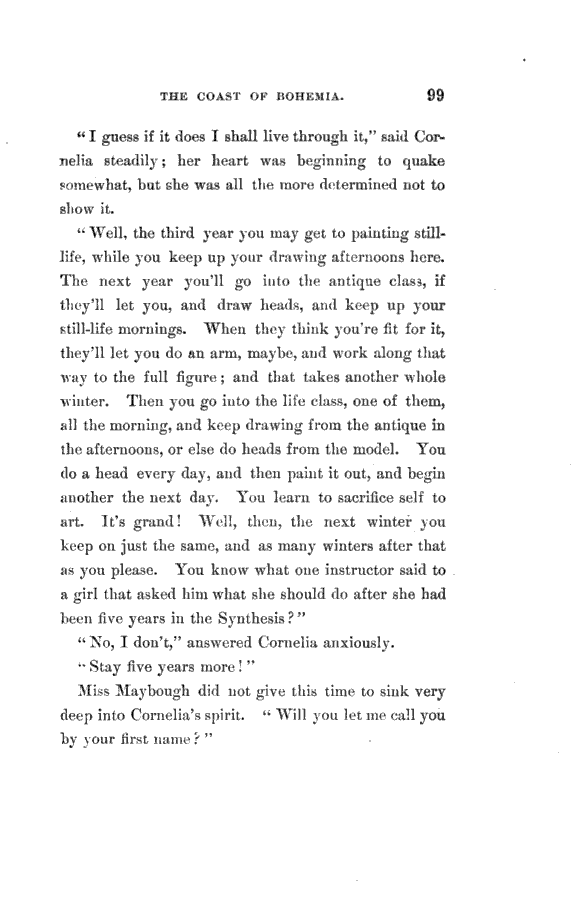 THE COAST OF BOHEMIA. 99
“I guess if it does I shall live through it,” said Cor-
nelia steadily; her heart was beginning to quake
somewhat, but she was all the more determined not to
show it.
“Well, the third year you may get to painting still-
life, while you keep up your drawing afternoons here.
The next year you'll go into the antique class, if
they'll let you, and draw heads, and keep up your
still-life mornings. When they think you're fit for it,
they'll let you do an arm, maybe, and work along that
way to the full figure; and that takes another whole
winter. Then you go into the life class, one of them,
all the morning, and keep drawing from the antique in
the afternoons, or else do heads from the model. You
do a head every day, and then paint it out, and begin
another the next day. You learn to sacrifice self to
art. It's grand! Well, then, the next winter you
keep on just the same, and as many winters after that
as you please. You know what one instructor said to
a girl that asked him what she should do after she had
been five years in the Synthesis?”
“No, I don't,” answered Cornelia anxiously.
“Stay five years more!”
Miss Maybough did not give this time to sink very
deep into Cornelia's spirit. “Will you let me call you
by your first name?”